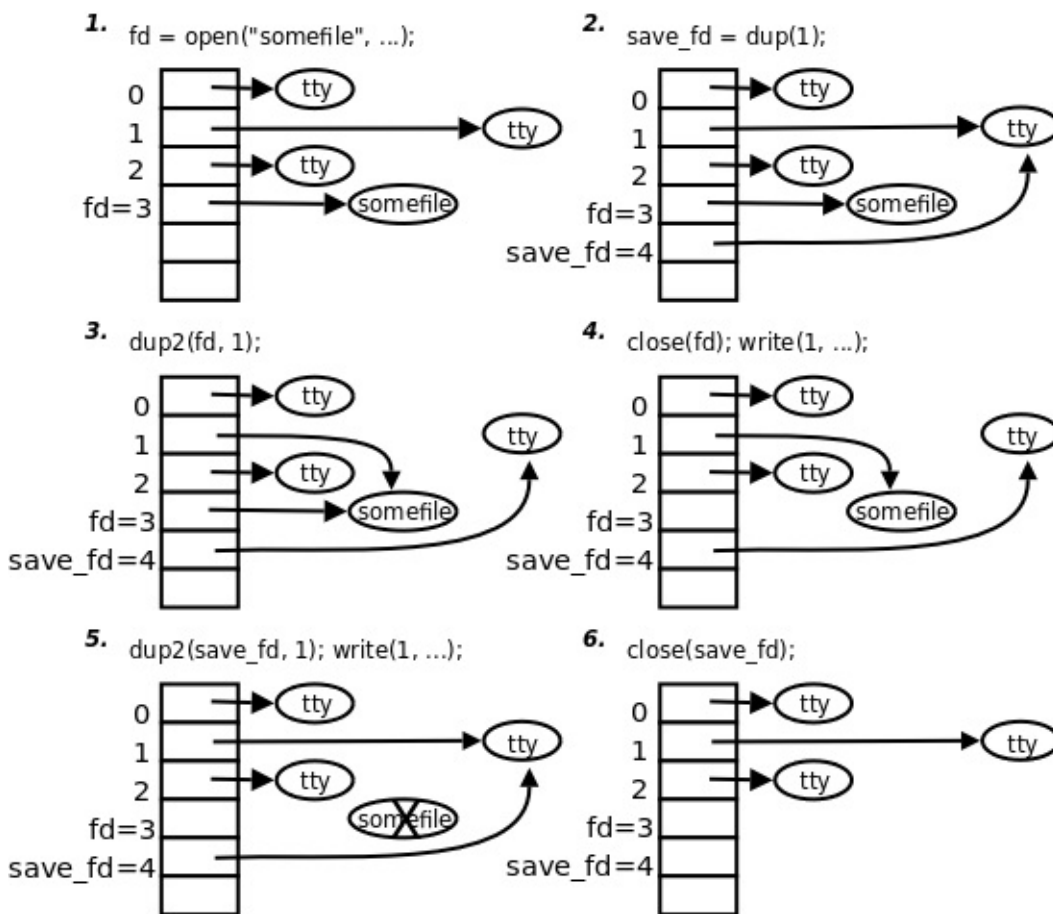 1. fd = open("somefile", ...);
0
tty
1
tty
2
tty
fd=3
somefile
2. save_fd = dup(1);
0
tty
1
tty
2
tty
fd=3
somefile
save_fd=4
3. dup2(fd, 1);
0
tty
1
tty
2
tty
fd=3
somefile
save_fd=4
4. close(fd); write(1, ...);
0
tty
1
tty
2
tty
fd=3
somefile
save_fd=4
5. dup2(save_fd, 1); write(1, ...);
0
tty
1
tty
2
tty
fd=3
somefile
save_fd=4
6. close(save_fd);
0
tty
1
tty
2
tty
fd=3
save_fd=4